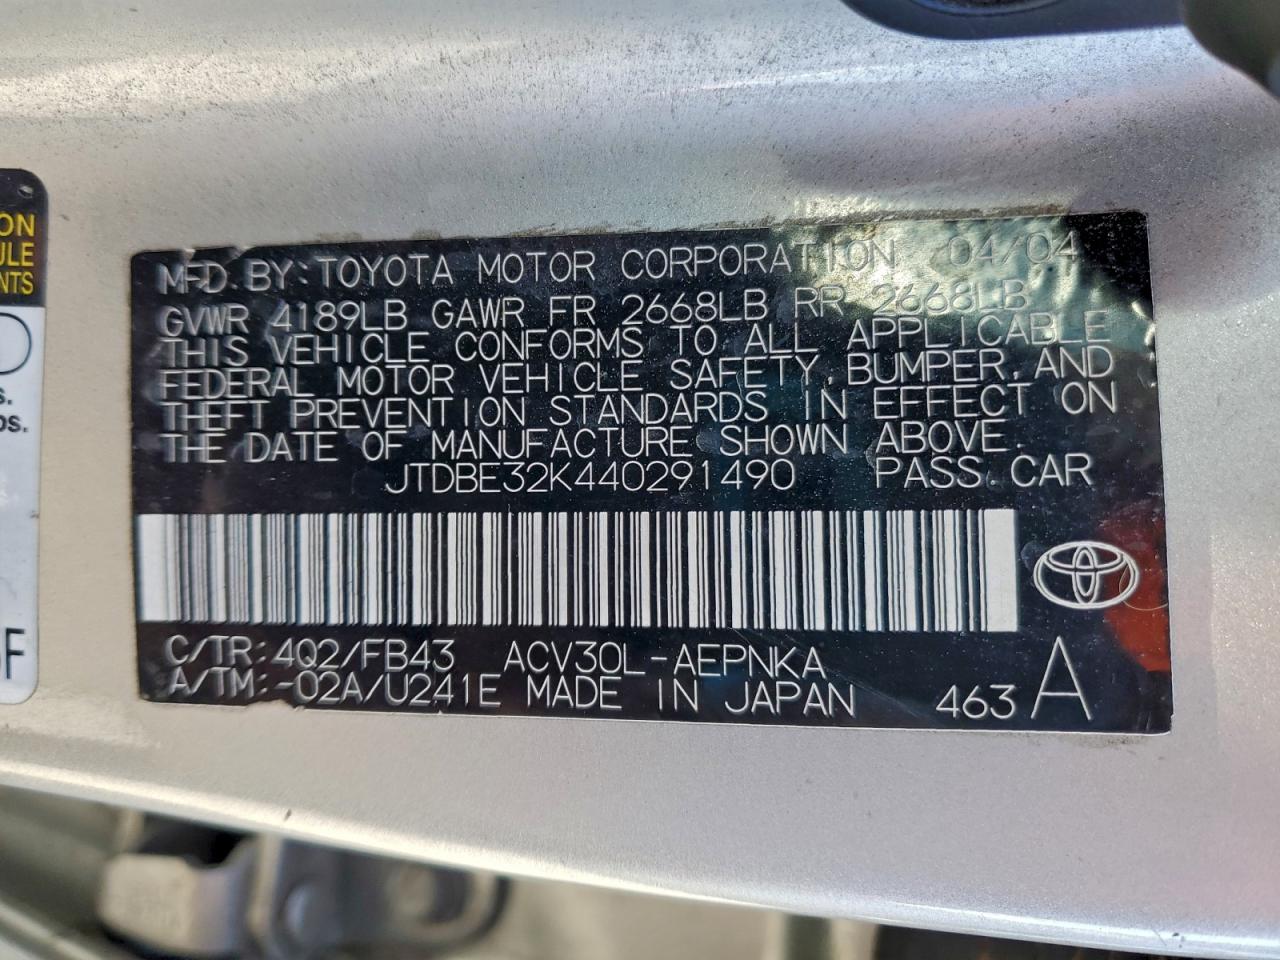 MFD. BY: TOYOTA MOTOR CORPORATION 04/04
GVWR 4189LB GAWR FR 2668LB RR 2668LB
THIS VEHICLE CONFORMS TO ALL APPLICABLE
FEDERAL MOTOR VEHICLE SAFETY, BUMPER, AND
THEFT PREVENTION STANDARDS IN EFFECT ON
THE DATE OF MANUFACTURE SHOWN ABOVE.
JTDBE32K440291490 PASS. CAR
C/TR: 4Q2/FB43 ACV30L-AEPNKA
A/TM: -02A/U241E MADE IN JAPAN 463 A